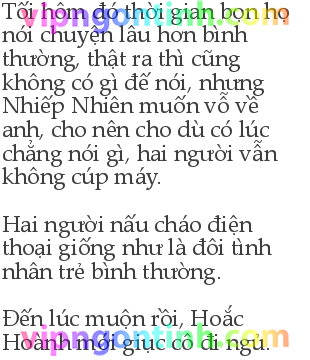 Tối hôm đó thời gian bọn họ
nói chuyện lâu hơn bình
thường, thật ra thì cũng
không có gì để nói, nhưng
Nhiếp Nhiên muốn vỗ về
anh, cho nên cho dù có lúc
chẳng nói gì, hai người vẫn
không cúp máy.

Hai người nấu cháo điện
thoại giống như là đôi tình
nhân trẻ bình thường.

Đến lúc muộn rồi, Hoắc
Hoành mới giục cô đi ngủ.
vipngontinh.com
vipngontinh.com